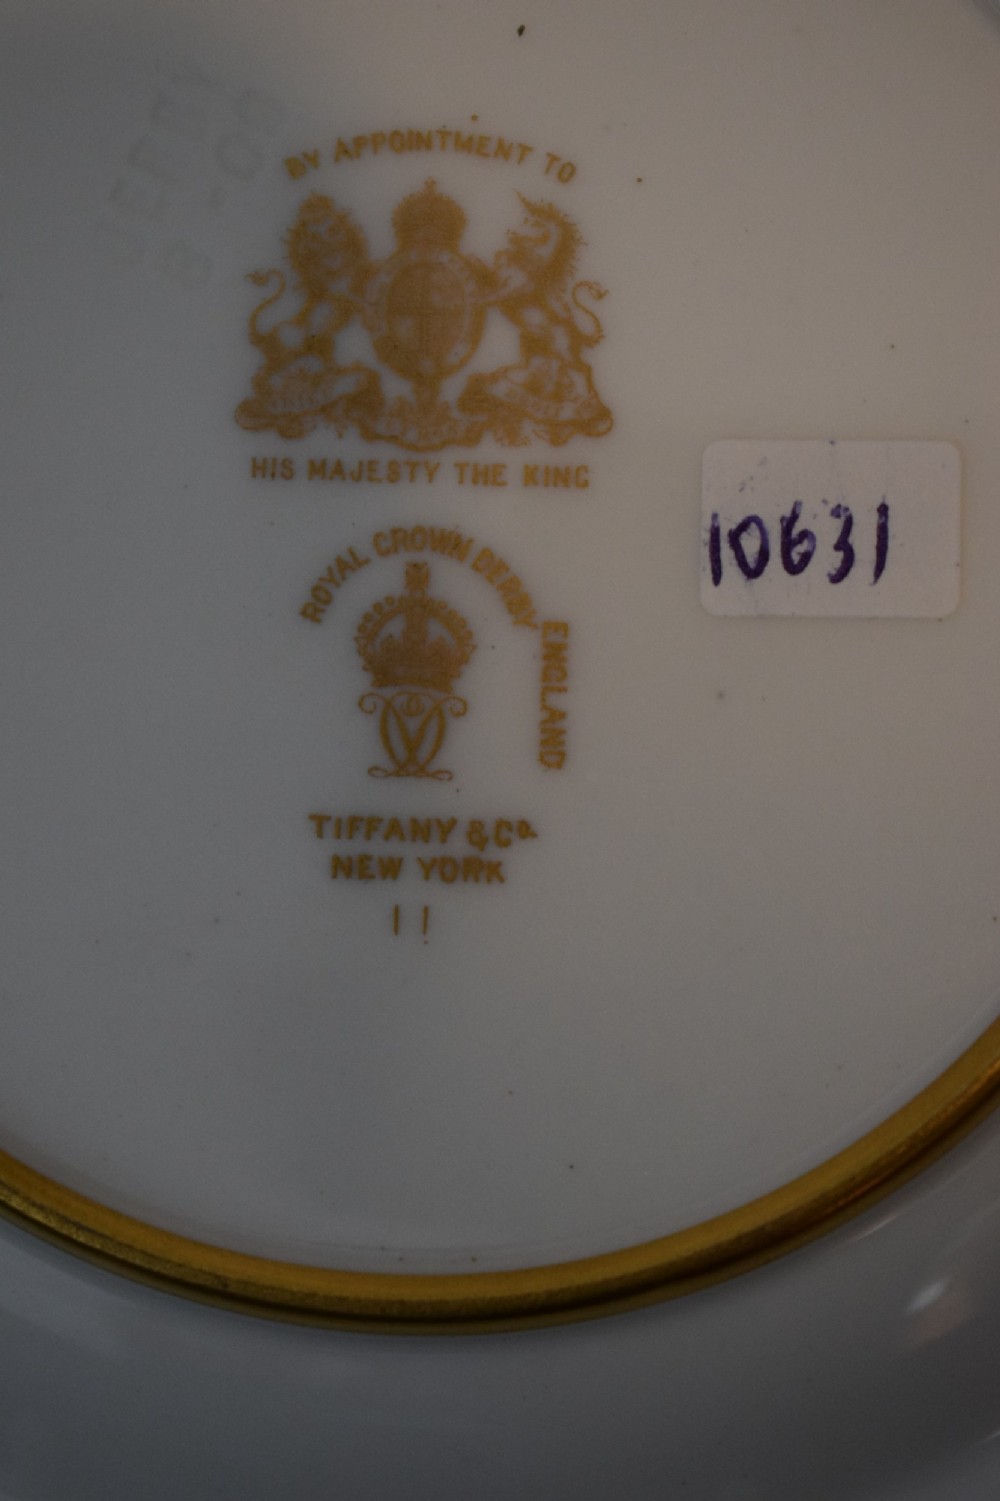 BY APPOINTMENT TO
HIS MAJESTY THE KING
ROYAL CROWN DERBY
ENGLAND
TIFFANY & Co.
NEW YORK
11
10631